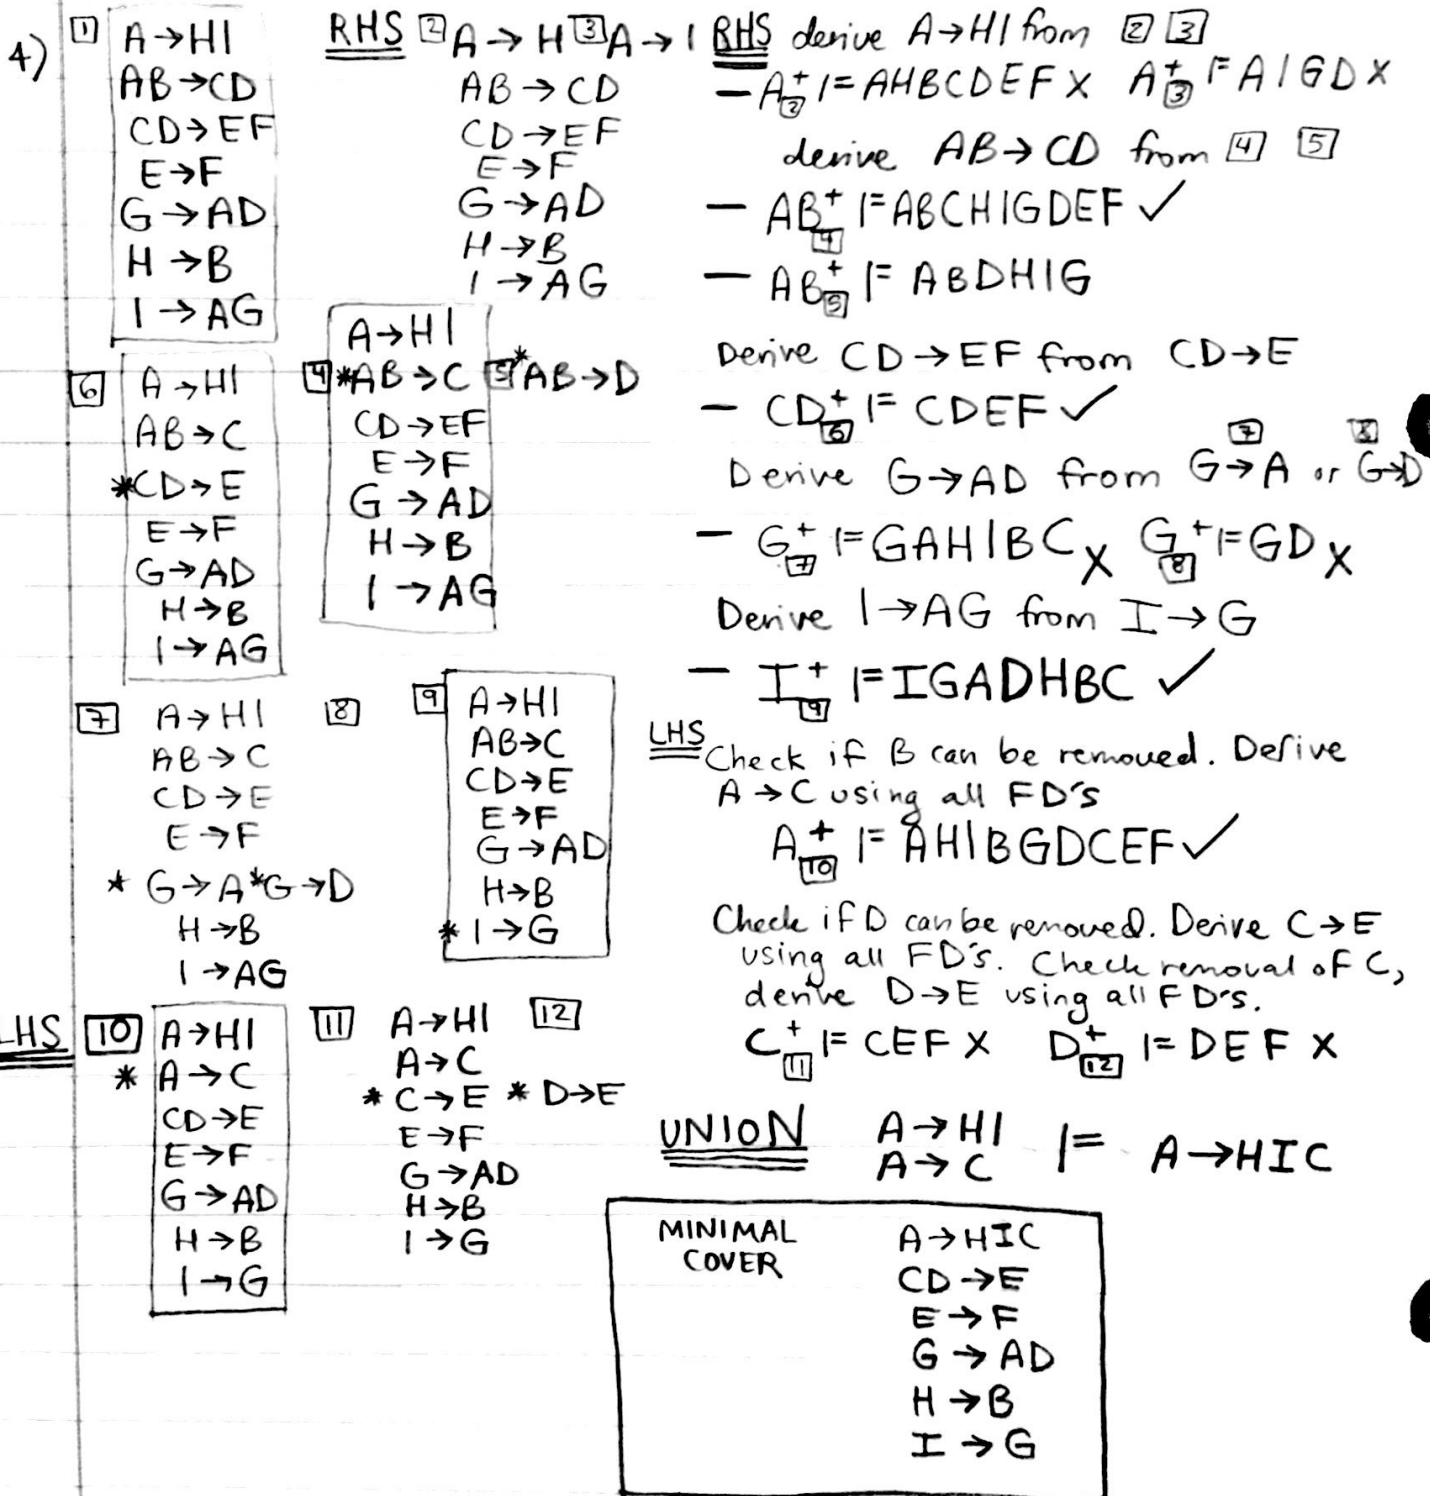 4)
1
A→HI
AB→CD
CD→EF
E→F
G→AD
H→B
I→AG
RHS 2 A→H 3 A→I
AB→CD
CD→EF
E→F
G→AD
H→B
I→AG
RHS derive A→HI from 2 3
— A⁺2 |= AHBCDEF X A⁺3 |= AIGD X
derive AB→CD from 4 5
— AB⁺4 |= ABCHIGDEF ✓
— AB⁺5 |= ABDHIG
Derive CD→EF from CD→E
— CD⁺6 |= CDEF ✓
7 8
Derive G→AD from G→A or G→D
— G⁺7 |= GAHIBC X G⁺8 |= GD X
Derive I→AG from I→G
— I⁺9 |= IGADHBC ✓
A→HI
4 *AB→C 5 *AB→D
CD→EF
E→F
G→AD
H→B
I→AG
6 A→HI
AB→C
*CD→E
E→F
G→AD
H→B
I→AG
7 A→HI 8
AB→C
CD→E
E→F
* G→A *G→D
H→B
I→AG
9 A→HI
AB→C
CD→E
E→F
G→AD
H→B
* I→G
LHS Check if B can be removed. Derive
A→C using all FD's
A⁺10 |= AHIBGDCEF ✓
Check if D can be removed. Derive C→E
using all FD's. Check removal of C,
derive D→E using all FD's.
C⁺11 |= CEF X D⁺12 |= DEF X
LHS 10 A→HI
* A→C
CD→E
E→F
G→AD
H→B
I→G
11 A→HI 12
A→C
* C→E * D→E
E→F
G→AD
H→B
I→G
UNION A→HI |= A→HIC
A→C
MINIMAL
COVER
A→HIC
CD→E
E→F
G→AD
H→B
I→G